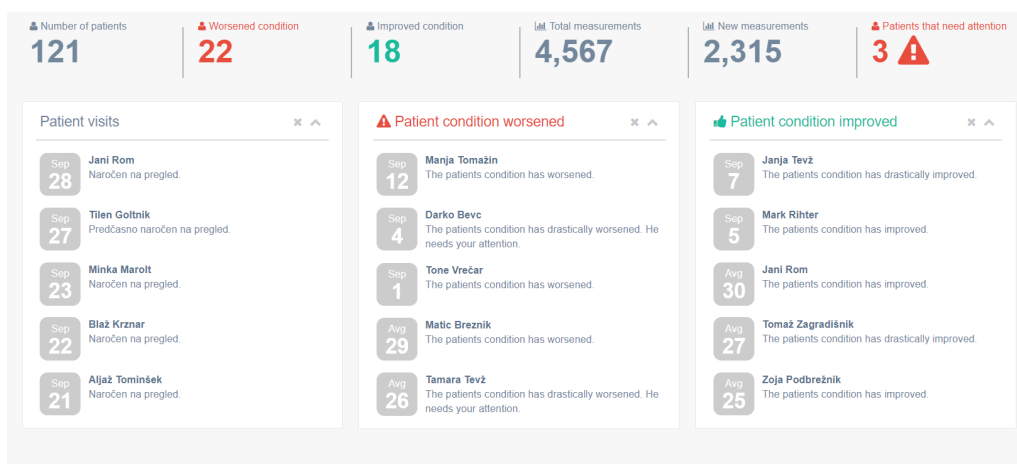 Number of patients
121
Worsened condition
22
Improved condition
18
Total measurements
4,567
New measurements
2,315
Patients that need attention
3
Patient visits
Sep
28
Jani Rom
Naročen na pregled.
Sep
27
Tilen Goltnik
Predčasno naročen na pregled.
Sep
23
Minka Marolt
Naročen na pregled.
Sep
22
Blaž Krznar
Naročen na pregled.
Sep
21
Aljaž Tominšek
Naročen na pregled.
Patient condition worsened
Sep
12
Manja Tomažin
The patients condition has worsened.
Sep
4
Darko Bevc
The patients condition has drastically worsened. He
needs your attention.
Sep
1
Tone Vrečar
The patients condition has worsened.
Avg
29
Matic Breznik
The patients condition has worsened.
Avg
26
Tamara Tevž
The patients condition has drastically worsened. He
needs your attention.
Patient condition improved
Sep
7
Janja Tevž
The patients condition has drastically improved.
Sep
5
Mark Rihter
The patients condition has improved.
Avg
30
Jani Rom
The patients condition has improved.
Avg
27
Tomaž Zagradišnik
The patients condition has drastically improved.
Avg
25
Zoja Podbrežnik
The patients condition has improved.